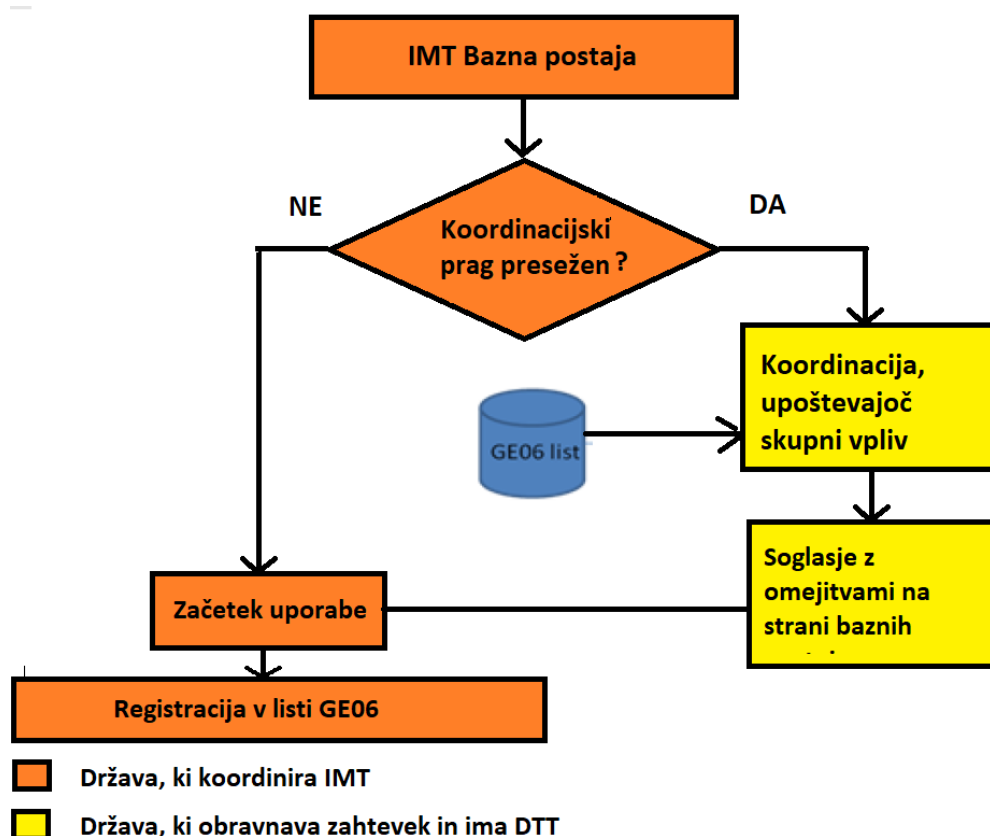 IMT Bazna postaja
NE
DA
Koordinacijski
prag presežen ?
Koordinacija,
upoštevajoč
skupni vpliv
GE06 list
Soglasje z
omejitvami na
strani baznih
Začetek uporabe
Registracija v listi GE06
Država, ki koordinira IMT
Država, ki obravnava zahtevek in ima DTT